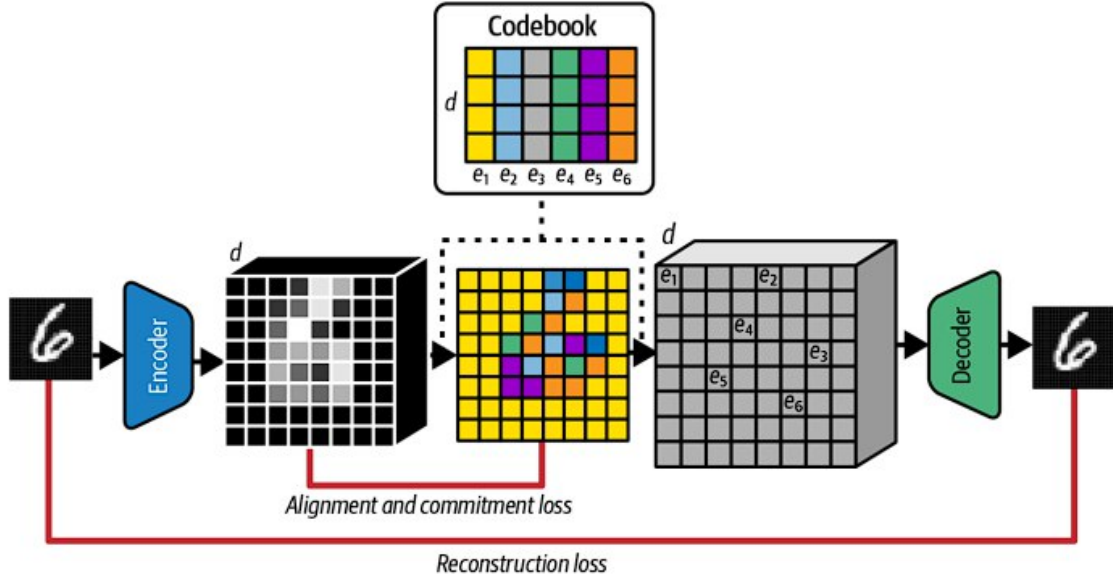 Codebook
d
e₁ e₂ e₃ e₄ e₅ e₆
d
d
e₁ e₂
e₄
e₃
e₅
e₆
Encoder
Decoder
Alignment and commitment loss
Reconstruction loss